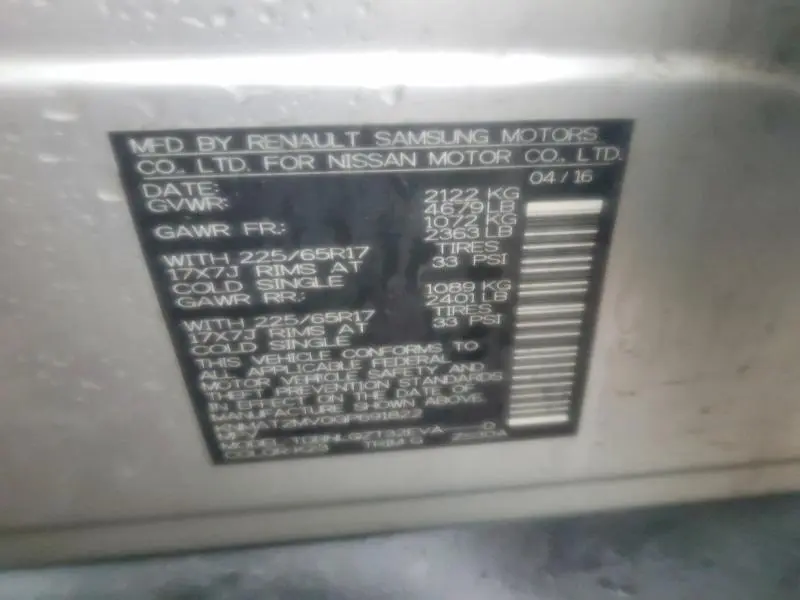 MFD BY RENAULT SAMSUNG MOTORS
CO., LTD. FOR NISSAN MOTOR CO., LTD.
DATE: 04/16
GVWR: 2122 KG
4679 LB
GAWR FR: 1072 KG
2363 LB
WITH 225/65R17 TIRES
17X7J RIMS AT 33 PSI
COLD SINGLE
GAWR RR: 1089 KG
2401 LB
WITH 225/65R17 TIRES
17X7J RIMS AT 33 PSI
COLD SINGLE
THIS VEHICLE CONFORMS TO
ALL APPLICABLE FEDERAL
MOTOR VEHICLE SAFETY AND
THEFT PREVENTION STANDARDS
IN EFFECT ON THE DATE OF
MANUFACTURE SHOWN ABOVE.
KNMAT2MV0GP691822
COLOR: K23 TRIM: G